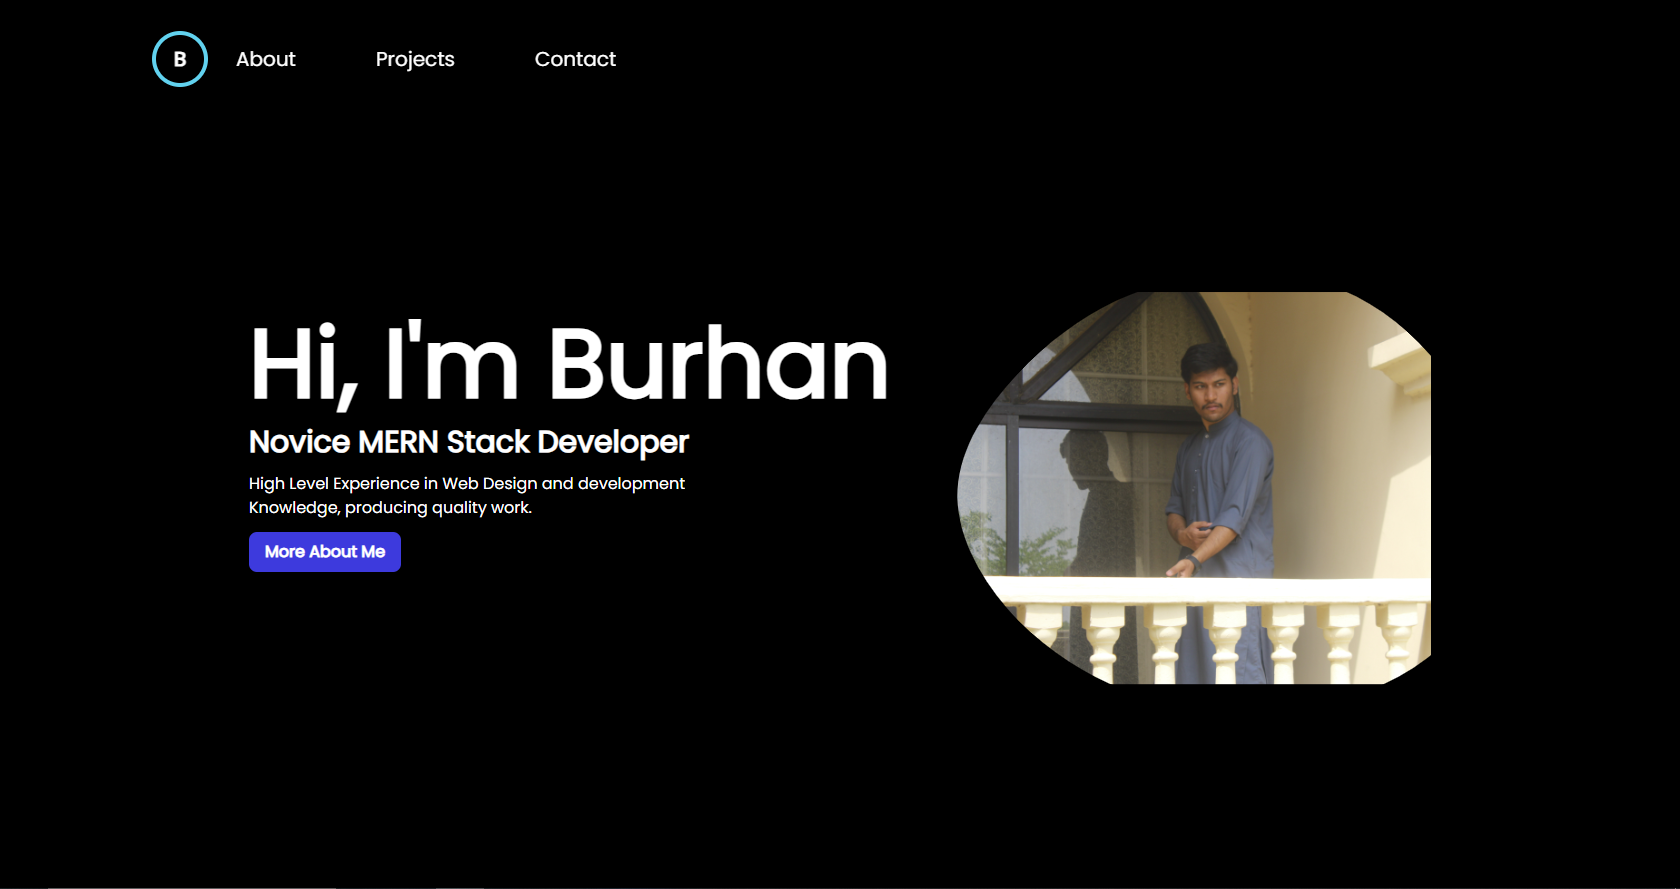 B
About
Projects
Contact
Hi, I'm Burhan
Novice MERN Stack Developer
High Level Experience in Web Design and development
Knowledge, producing quality work.
More About Me